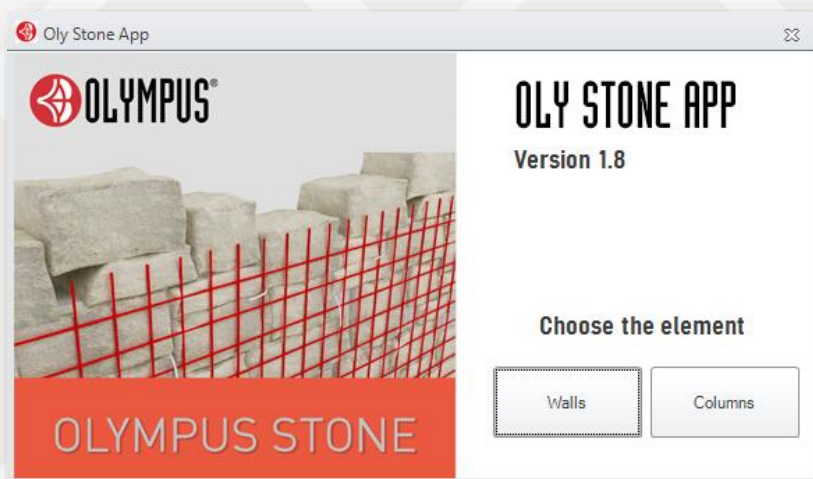 Oly Stone App
OLYMPUS®
OLY STONE APP
Version 1.8
Choose the element
Walls
Columns
OLYMPUS STONE